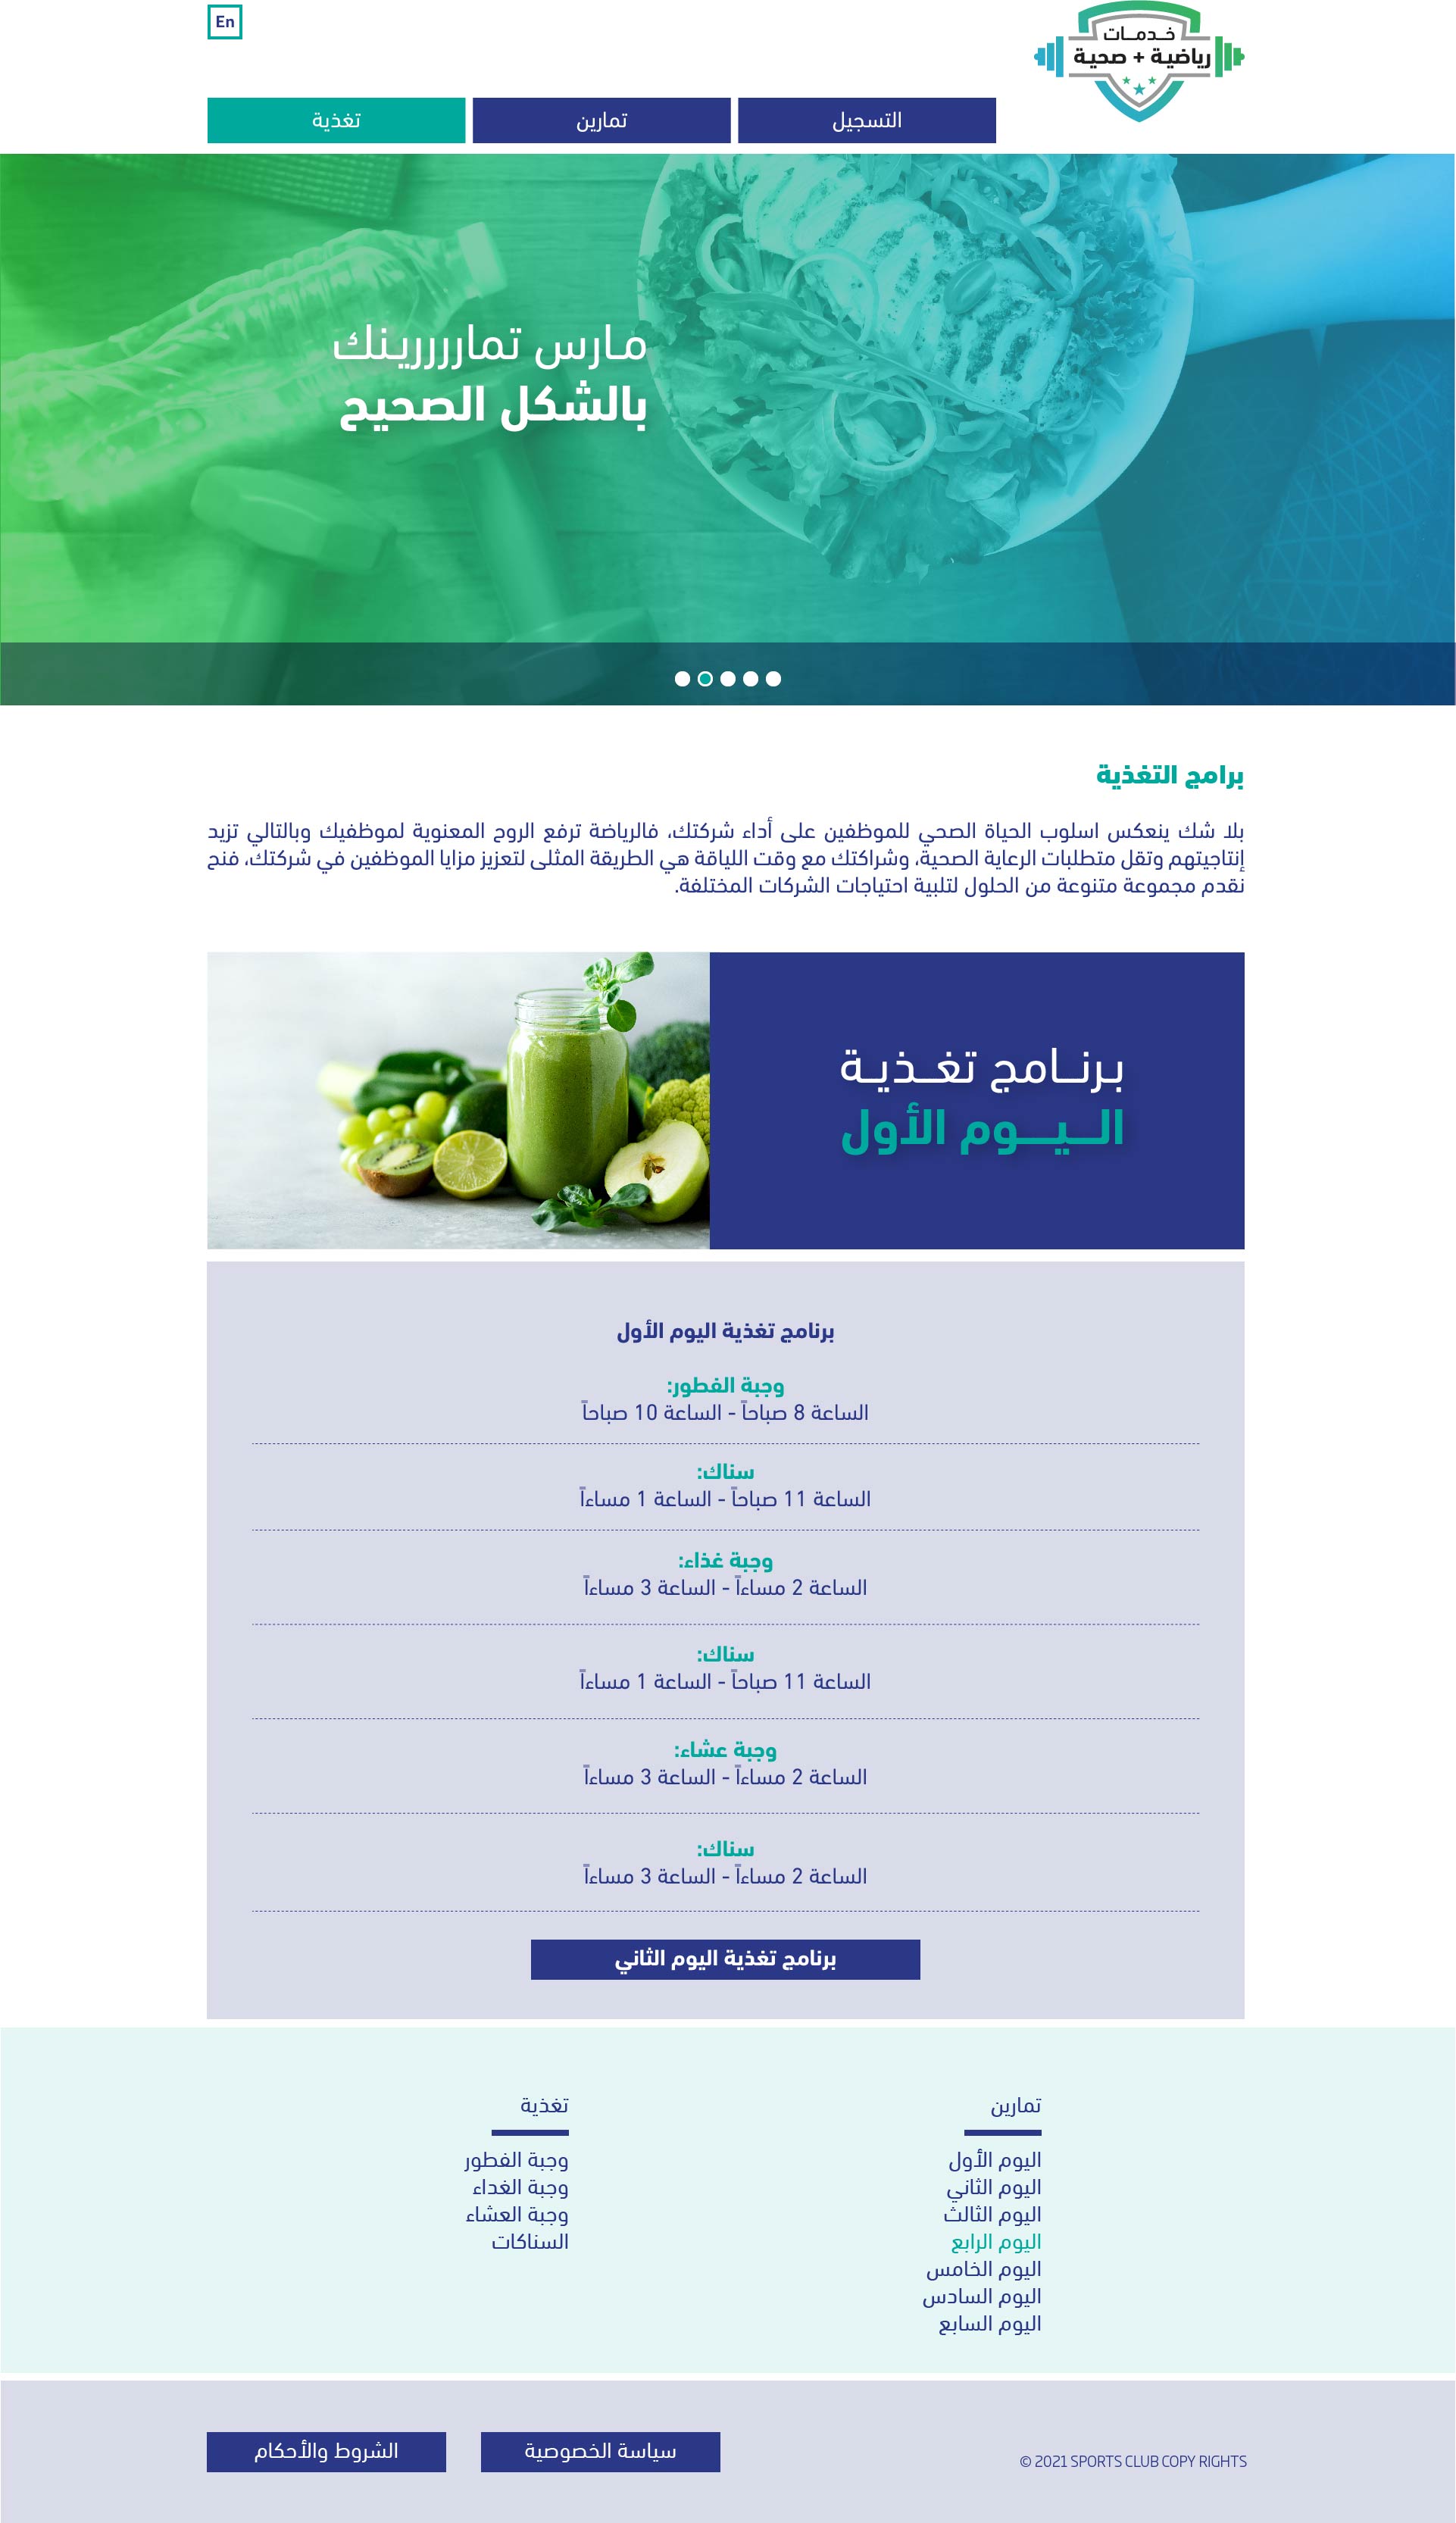 خدمات
رياضية + صحية
En
التسجيل
تمارين
تغذية
مارس تماررررينك
بالشكل الصحيح
برامج التغذية
بلا شك ينعكس اسلوب الحياة الصحي للموظفين على أداء شركتك، فالرياضة ترفع الروح المعنوية لموظفيك وبالتالي تزيد
إنتاجيتهم وتقل متطلبات الرعاية الصحية، وشراكتك مع وقت اللياقة هي الطريقة المثلى لتعزيز مزايا الموظفين في شركتك، فنح
نقدم مجموعة متنوعة من الحلول لتلبية احتياجات الشركات المختلفة.
برنــامج تغــذيــة
الــيــــوم الأول
برنامج تغذية اليوم الأول
وجبة الفطور:
الساعة 8 صباحاً - الساعة 10 صباحاً
سناك:
الساعة 11 صباحاً - الساعة 1 مساءاً
وجبة غذاء:
الساعة 2 مساءاً - الساعة 3 مساءاً
سناك:
الساعة 11 صباحاً - الساعة 1 مساءاً
وجبة عشاء:
الساعة 2 مساءاً - الساعة 3 مساءاً
سناك:
الساعة 2 مساءاً - الساعة 3 مساءاً
برنامج تغذية اليوم الثاني
تمارين
اليوم الأول
اليوم الثاني
اليوم الثالث
اليوم الرابع
اليوم الخامس
اليوم السادس
اليوم السابع
تغذية
وجبة الفطور
وجبة الغداء
وجبة العشاء
السناكات
© 2021 SPORTS CLUB COPY RIGHTS
سياسة الخصوصية
الشروط والأحكام